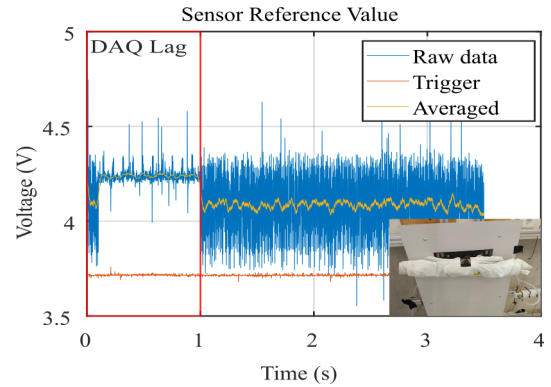 Sensor Reference Value
5
DAQ Lag
Raw data
Trigger
Averaged
4.5
Voltage (V)
4
3.5
0
1
2
3
4
Time (s)